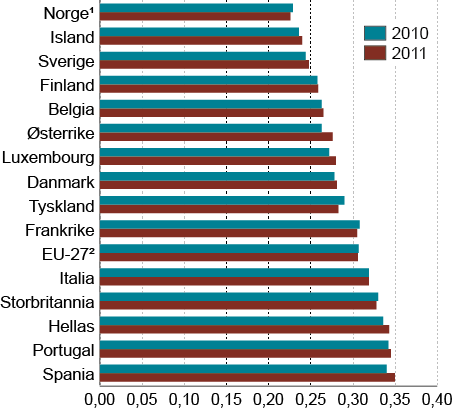 Norge¹
Island
Sverige
Finland
Belgia
Østerrike
Luxembourg
Danmark
Tyskland
Frankrike
EU-27²
Italia
Storbritannia
Hellas
Portugal
Spania
2010
2011
0,00 0,05 0,10 0,15 0,20 0,25 0,30 0,35 0,40